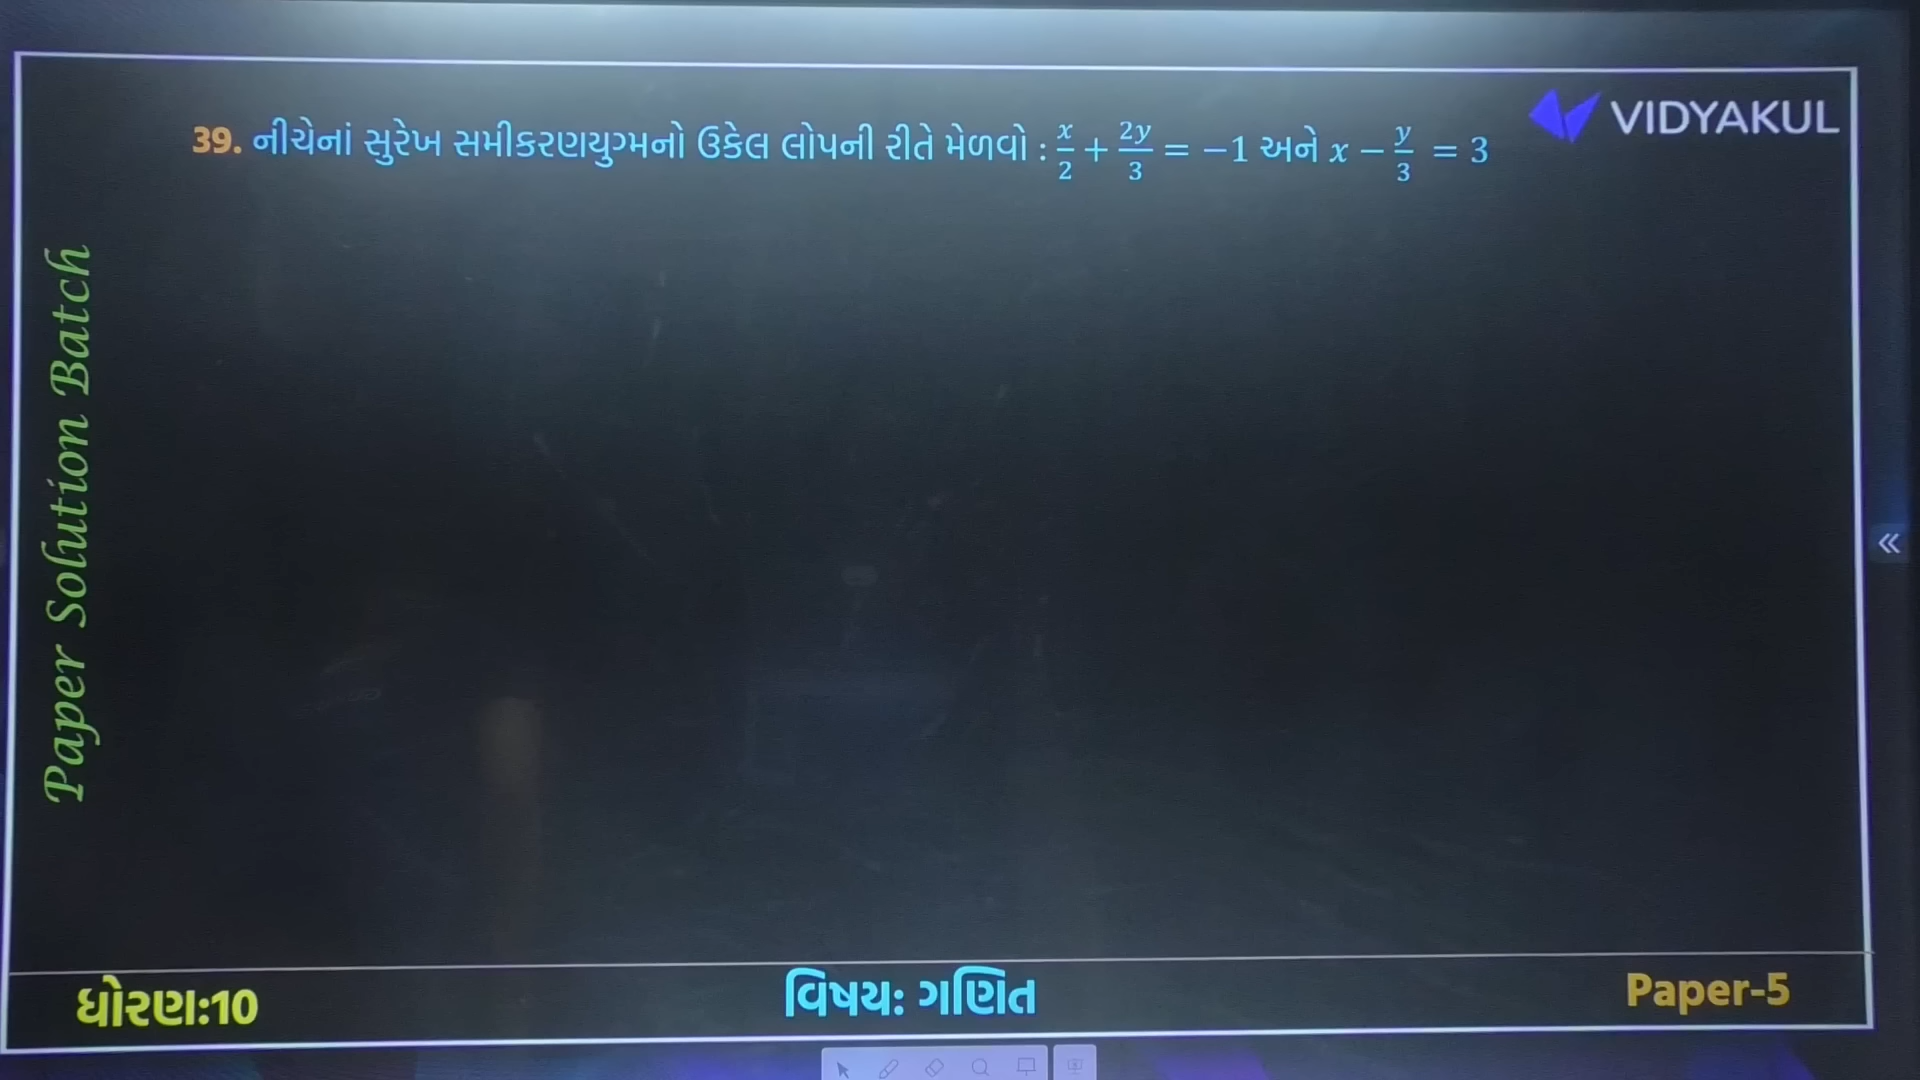 VIDYAKUL
39. નીચેનાં સુરેખ સમીકરણયુગ્મનો ઉકેલ લોપની રીતે મેળવો : x/2 + 2y/3 = −1 અને x − y/3 = 3
Paper Solution Batch
«
ધોરણ:10
વિષય: ગણિત
Paper-5